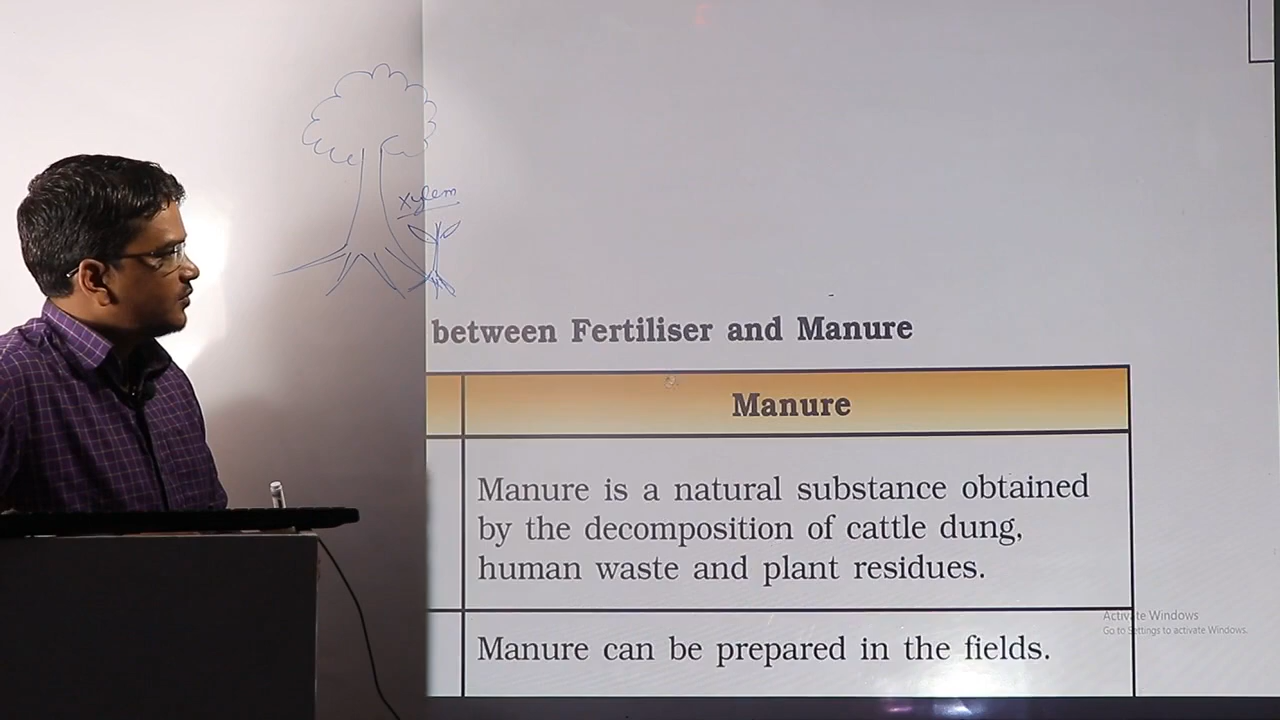 xylem
between Fertiliser and Manure
Manure
Manure is a natural substance obtained
by the decomposition of cattle dung,
human waste and plant residues.
Manure can be prepared in the fields.
Activate Windows
Go to Settings to activate Windows.